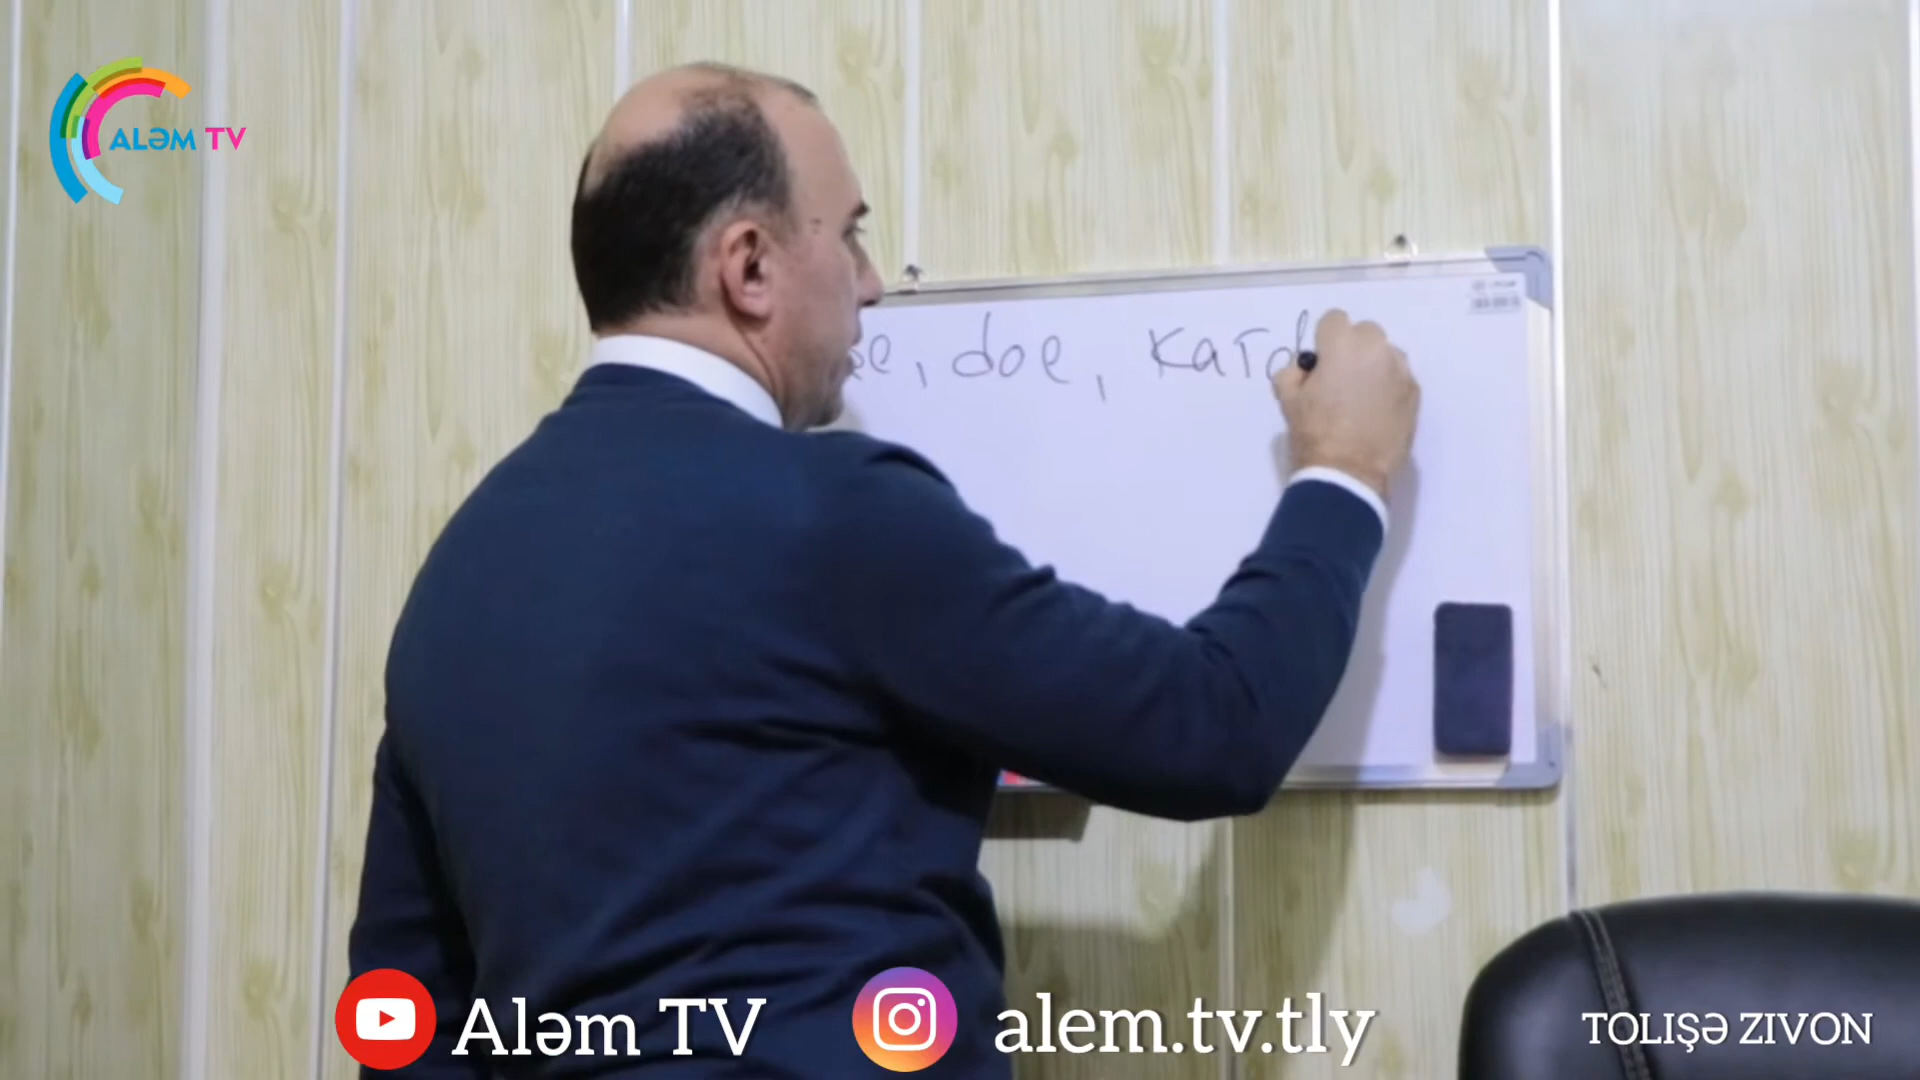 ALƏM TV
doe,
Aləm TV
alem.tv.tly
TOLIŞƏ ZIVON